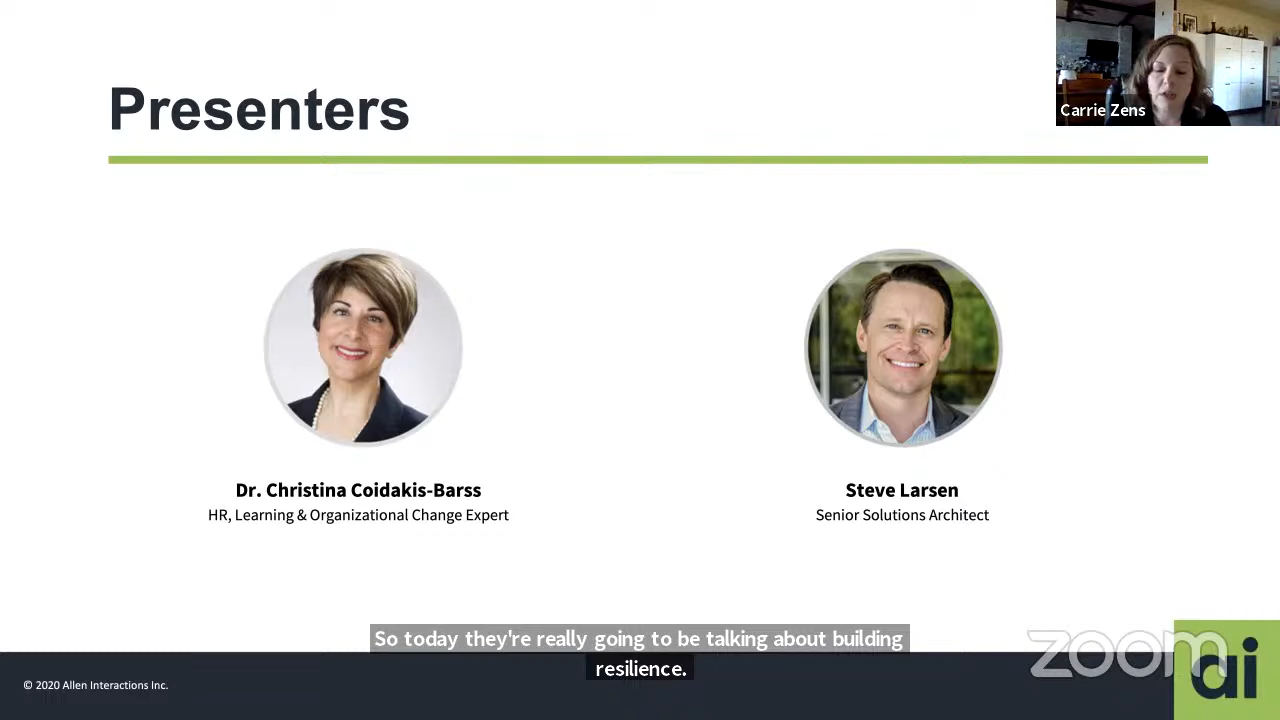 Presenters
Carrie Zens
Dr. Christina Coidakis-Barss
HR, Learning & Organizational Change Expert
Steve Larsen
Senior Solutions Architect
So today they're really going to be talking about building
resilience.
© 2020 Allen Interactions Inc.
zoom
ai